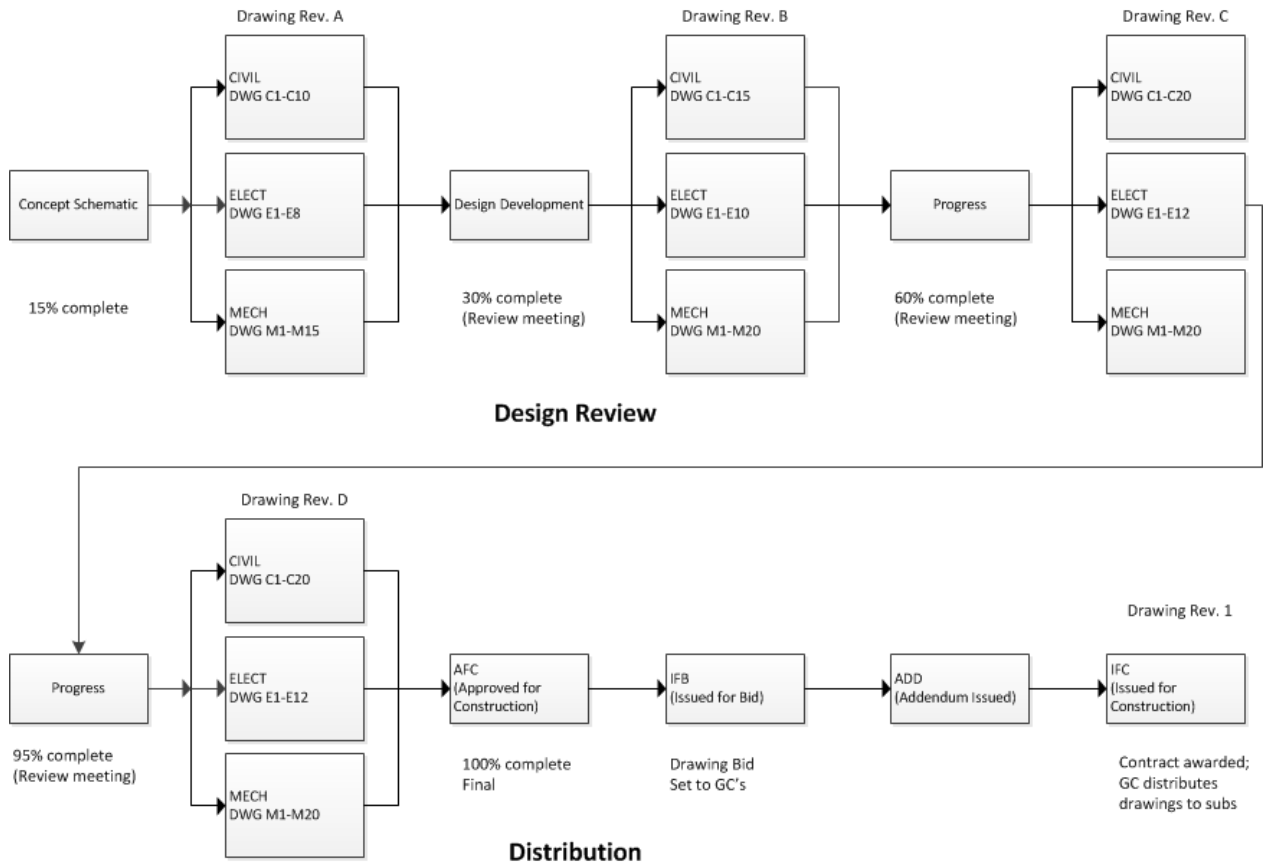 Drawing Rev. A
Drawing Rev. B
Drawing Rev. C
CIVIL
DWG C1-C10
CIVIL
DWG C1-C15
CIVIL
DWG C1-C20
Concept Schematic
ELECT
DWG E1-E8
Design Development
ELECT
DWG E1-E10
Progress
ELECT
DWG E1-E12
15% complete
MECH
DWG M1-M15
30% complete
(Review meeting)
MECH
DWG M1-M20
60% complete
(Review meeting)
MECH
DWG M1-M20
Design Review
Drawing Rev. D
CIVIL
DWG C1-C20
Drawing Rev. 1
Progress
ELECT
DWG E1-E12
AFC
(Approved for
Construction)
IFB
(Issued for Bid)
ADD
(Addendum Issued)
IFC
(Issued for
Construction)
95% complete
(Review meeting)
MECH
DWG M1-M20
100% complete
Final
Drawing Bid
Set to GC's
Contract awarded;
GC distributes
drawings to subs
Distribution